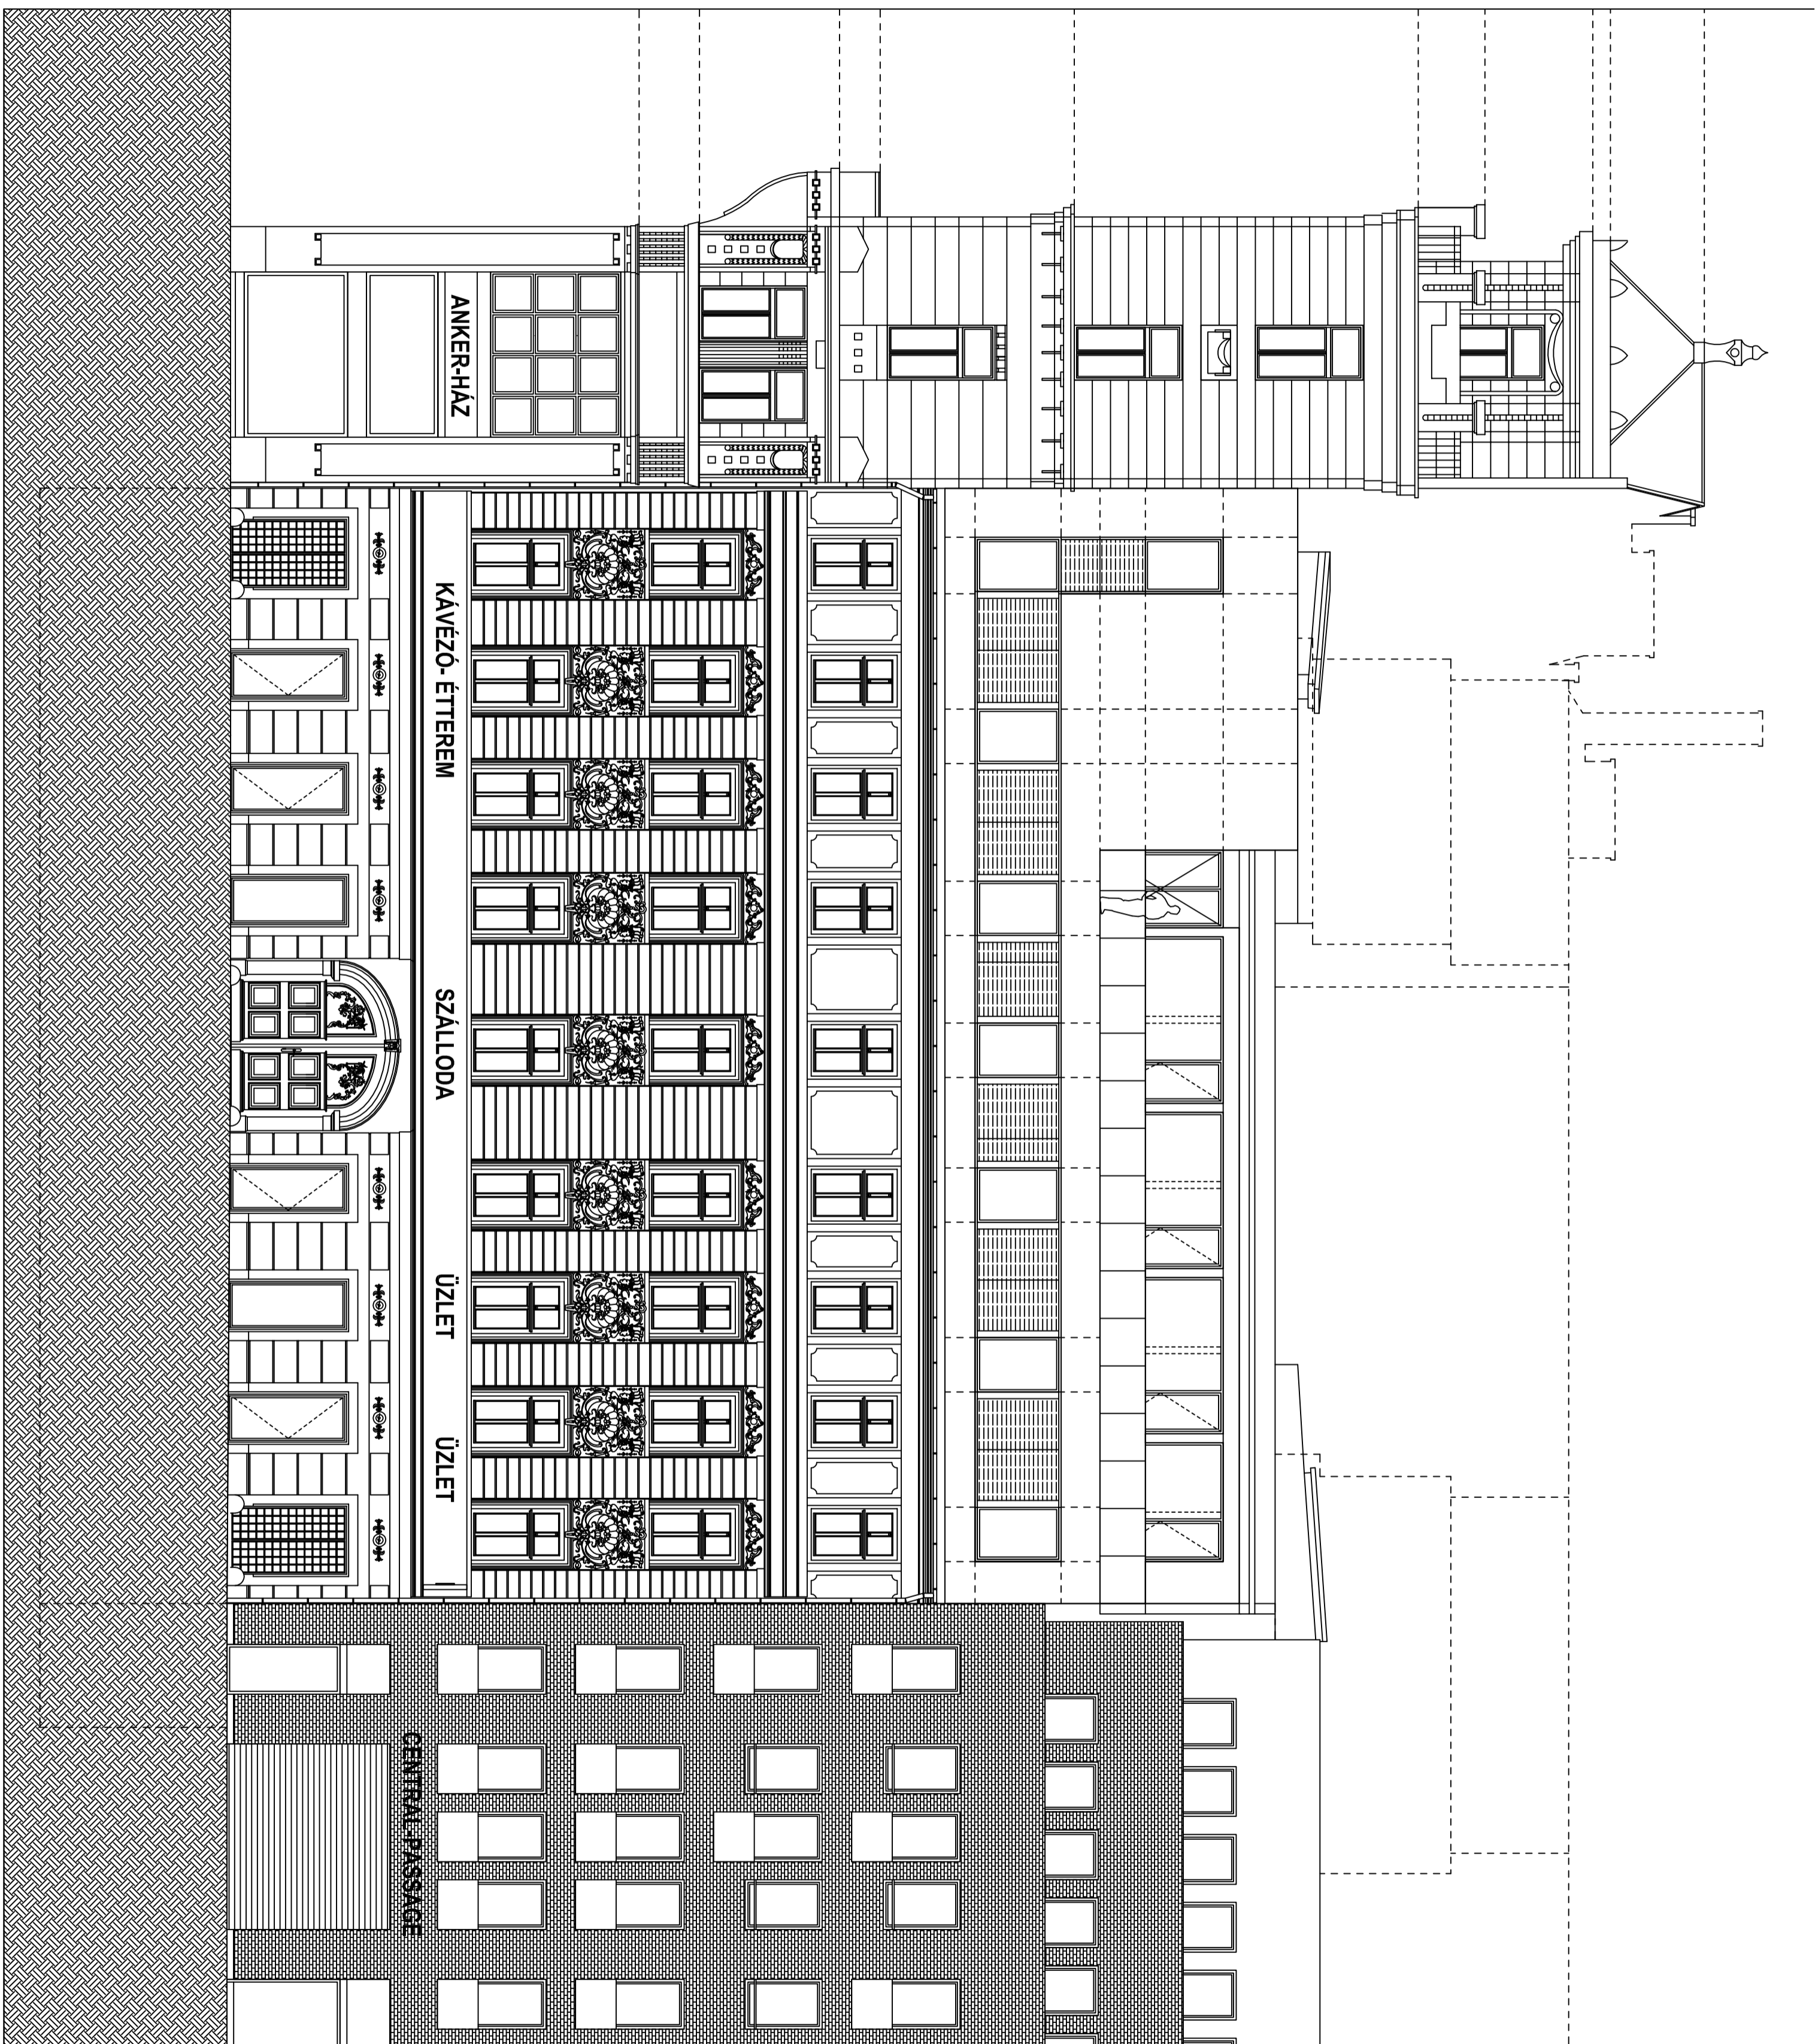 ANKER-HÁZ
KÁVÉZÓ- ÉTTEREM
SZÁLLODA
ÜZLET
ÜZLET
CENTRAL-PASSAGE